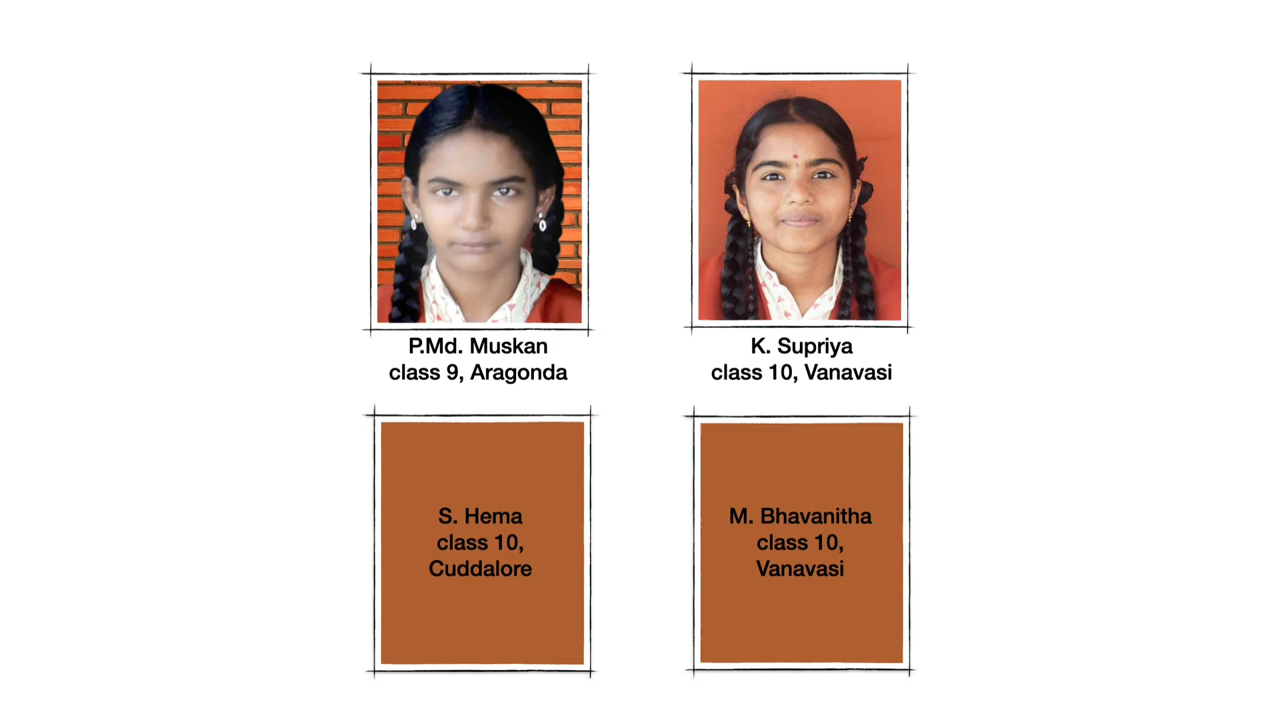 P.Md. Muskan
class 9, Aragonda
K. Supriya
class 10, Vanavasi
S. Hema
class 10,
Cuddalore
M. Bhavanitha
class 10,
Vanavasi